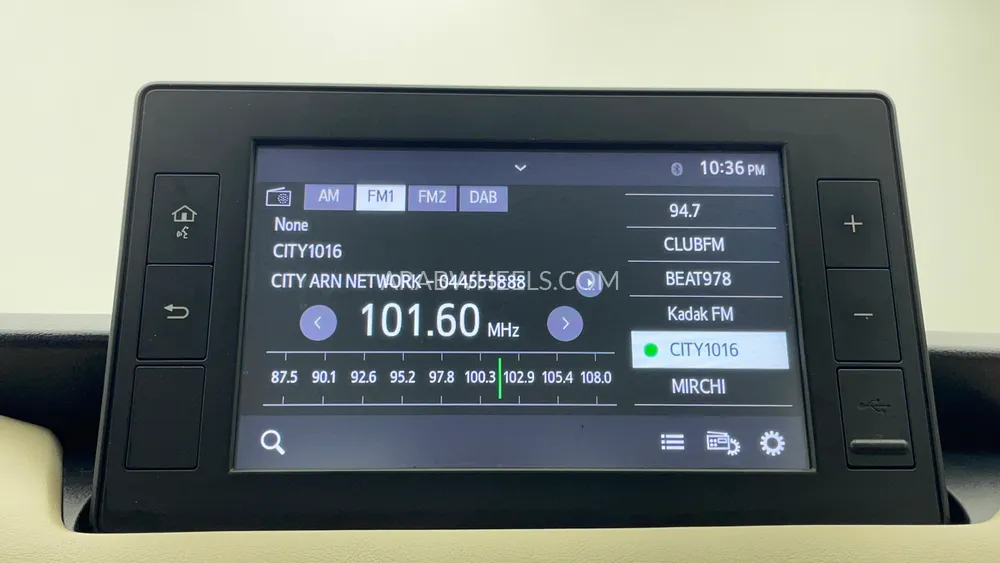 10:36 PM
AM FM1 FM2 DAB
None
CITY1016
CITY ARN NETWORK - 044555888
ARABWHEELS.COM
101.60 MHz
87.5 90.1 92.6 95.2 97.8 100.3 102.9 105.4 108.0
94.7
CLUBFM
BEAT978
Kadak FM
CITY1016
MIRCHI